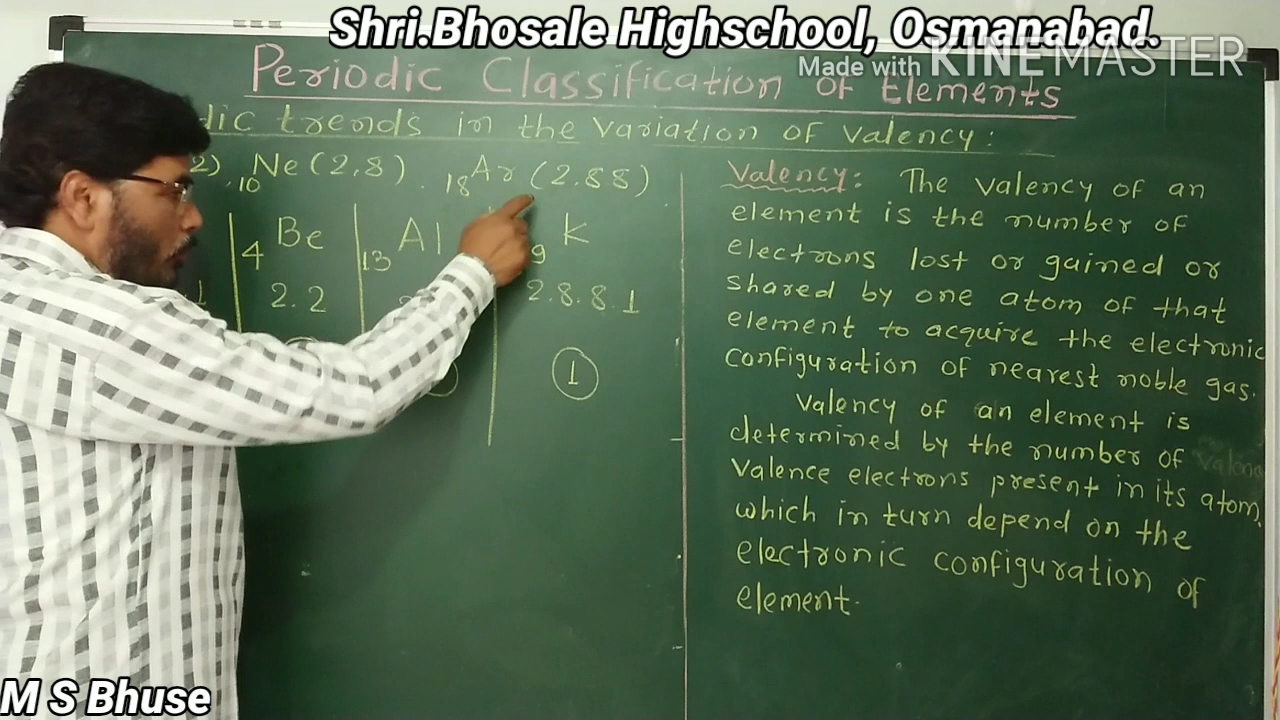 Shri.Bhosale Highschool, Osmanabad.
Made with KINEMASTER
Periodic Classification of Elements
dic trends in the variation of valency:
2) 10Ne (2,8). 18Ar (2,88)
4Be 13Al 9K
1 2.2 2.8.8.1
1
Valency: The valency of an
element is the number of
electrons lost or gained or
shared by one atom of that
element to acquire the electronic
configuration of nearest noble gas.
Valency of an element is
determined by the number of
Valence electrons present in its atom,
which in turn depend on the
electronic configuration of
element.
M S Bhuse